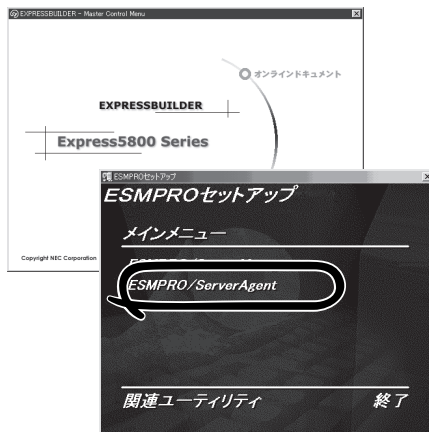 EXPRESSBUILDER - Master Control Menu
オンラインドキュメント
EXPRESSBUILDER
Express5800 Series
Copyright NEC Corporation
ESMPROセットアップ
ESMPROセットアップ
メインメニュー
ESMPRO/ServerAgent
関連ユーティリティ
終了